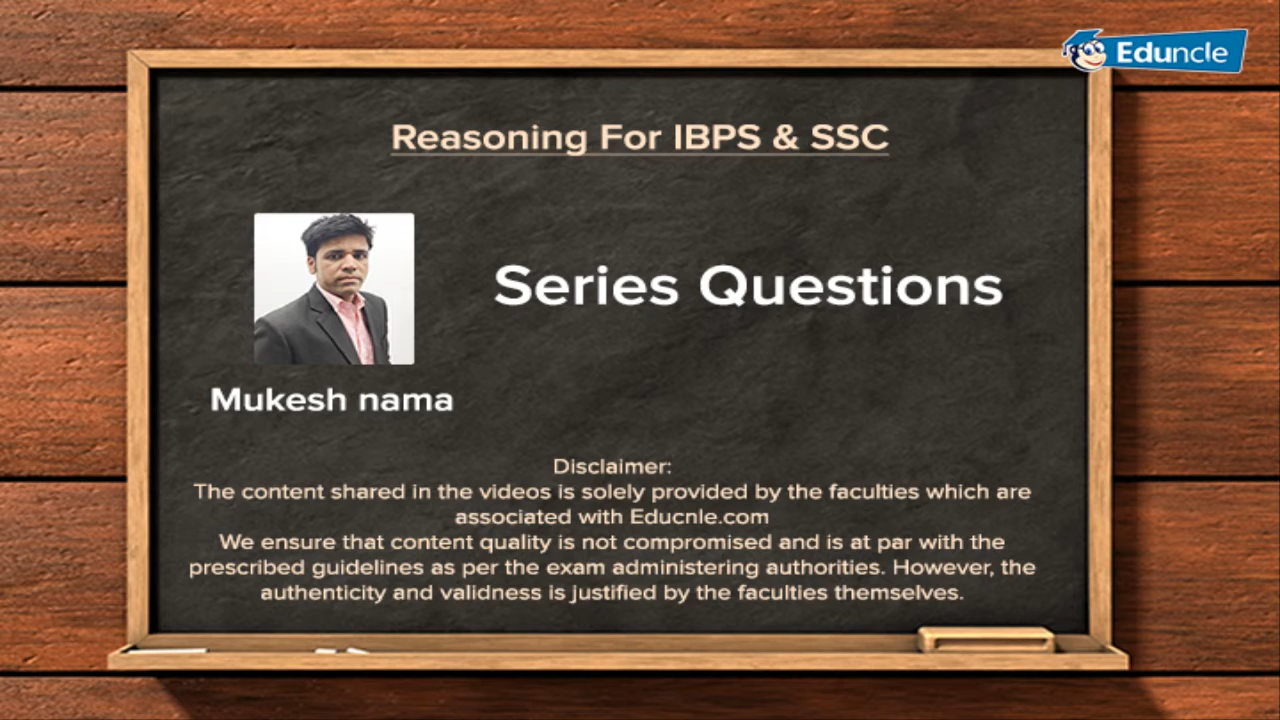 Eduncle
Reasoning For IBPS & SSC
Series Questions
Mukesh nama
Disclaimer:
The content shared in the videos is solely provided by the faculties which are
associated with Educnle.com
We ensure that content quality is not compromised and is at par with the
prescribed guidelines as per the exam administering authorities. However, the
authenticity and validness is justified by the faculties themselves.